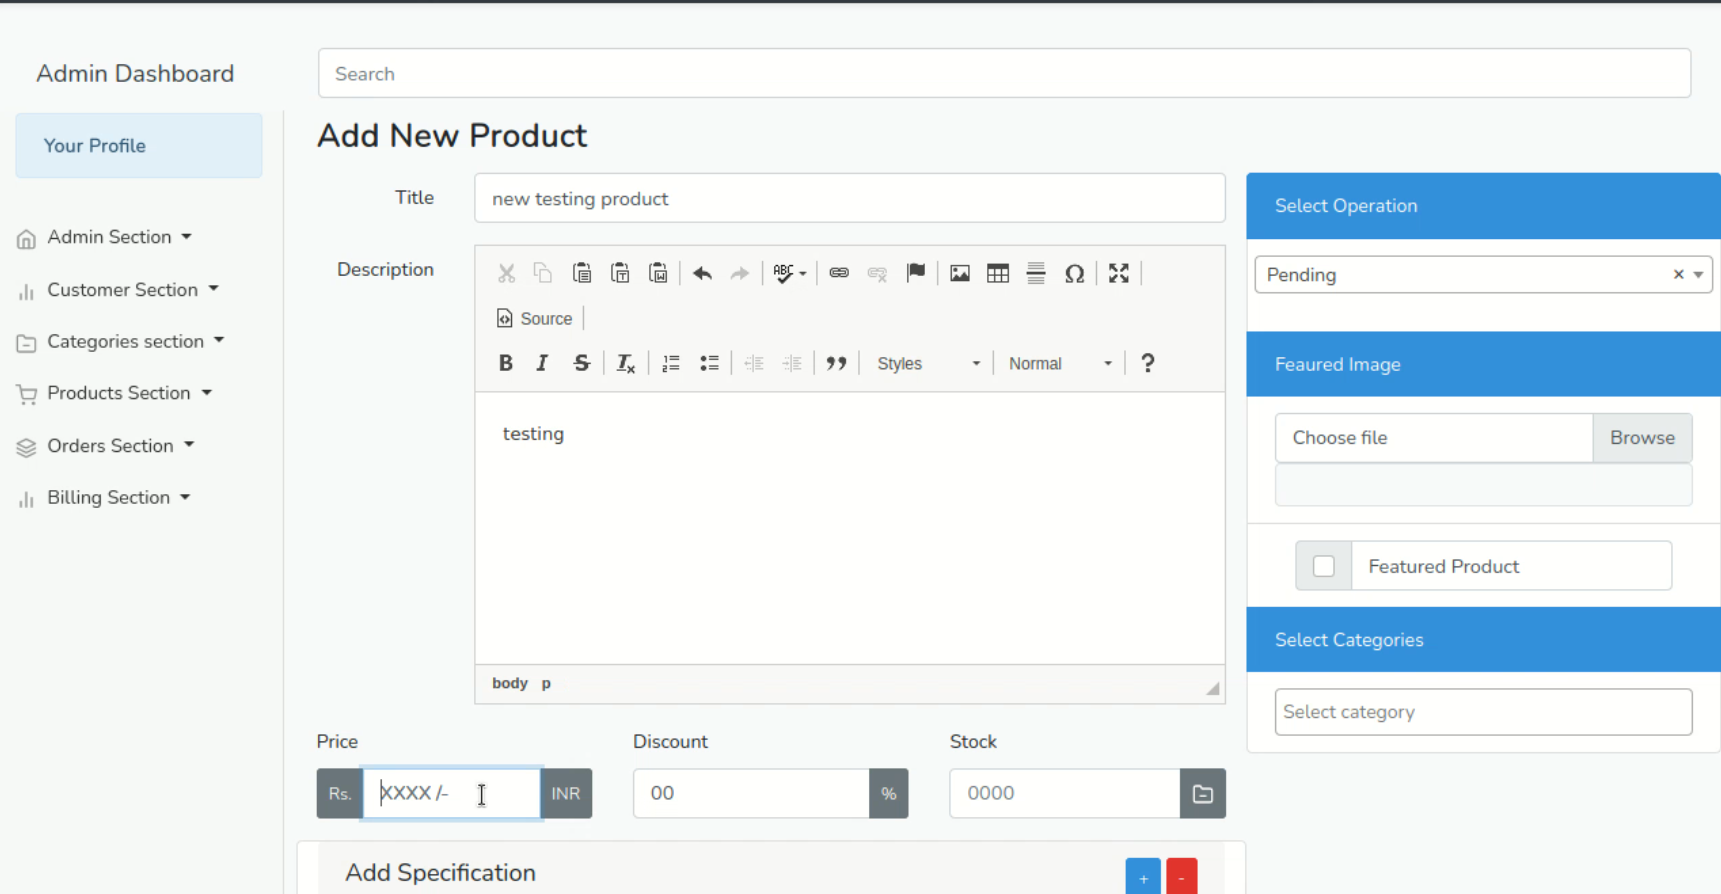 Admin Dashboard
Search
Your Profile
Admin Section
Customer Section
Categories section
Products Section
Orders Section
Billing Section
Add New Product
Title
new testing product
Description
ABC
Source
B I S Ix
Styles
Normal
?
testing
body p
Price
Discount
Stock
Rs.
XXXX /-
INR
00
%
0000
Add Specification
+
-
Select Operation
Pending
×
Feaured Image
Choose file
Browse
Featured Product
Select Categories
Select category